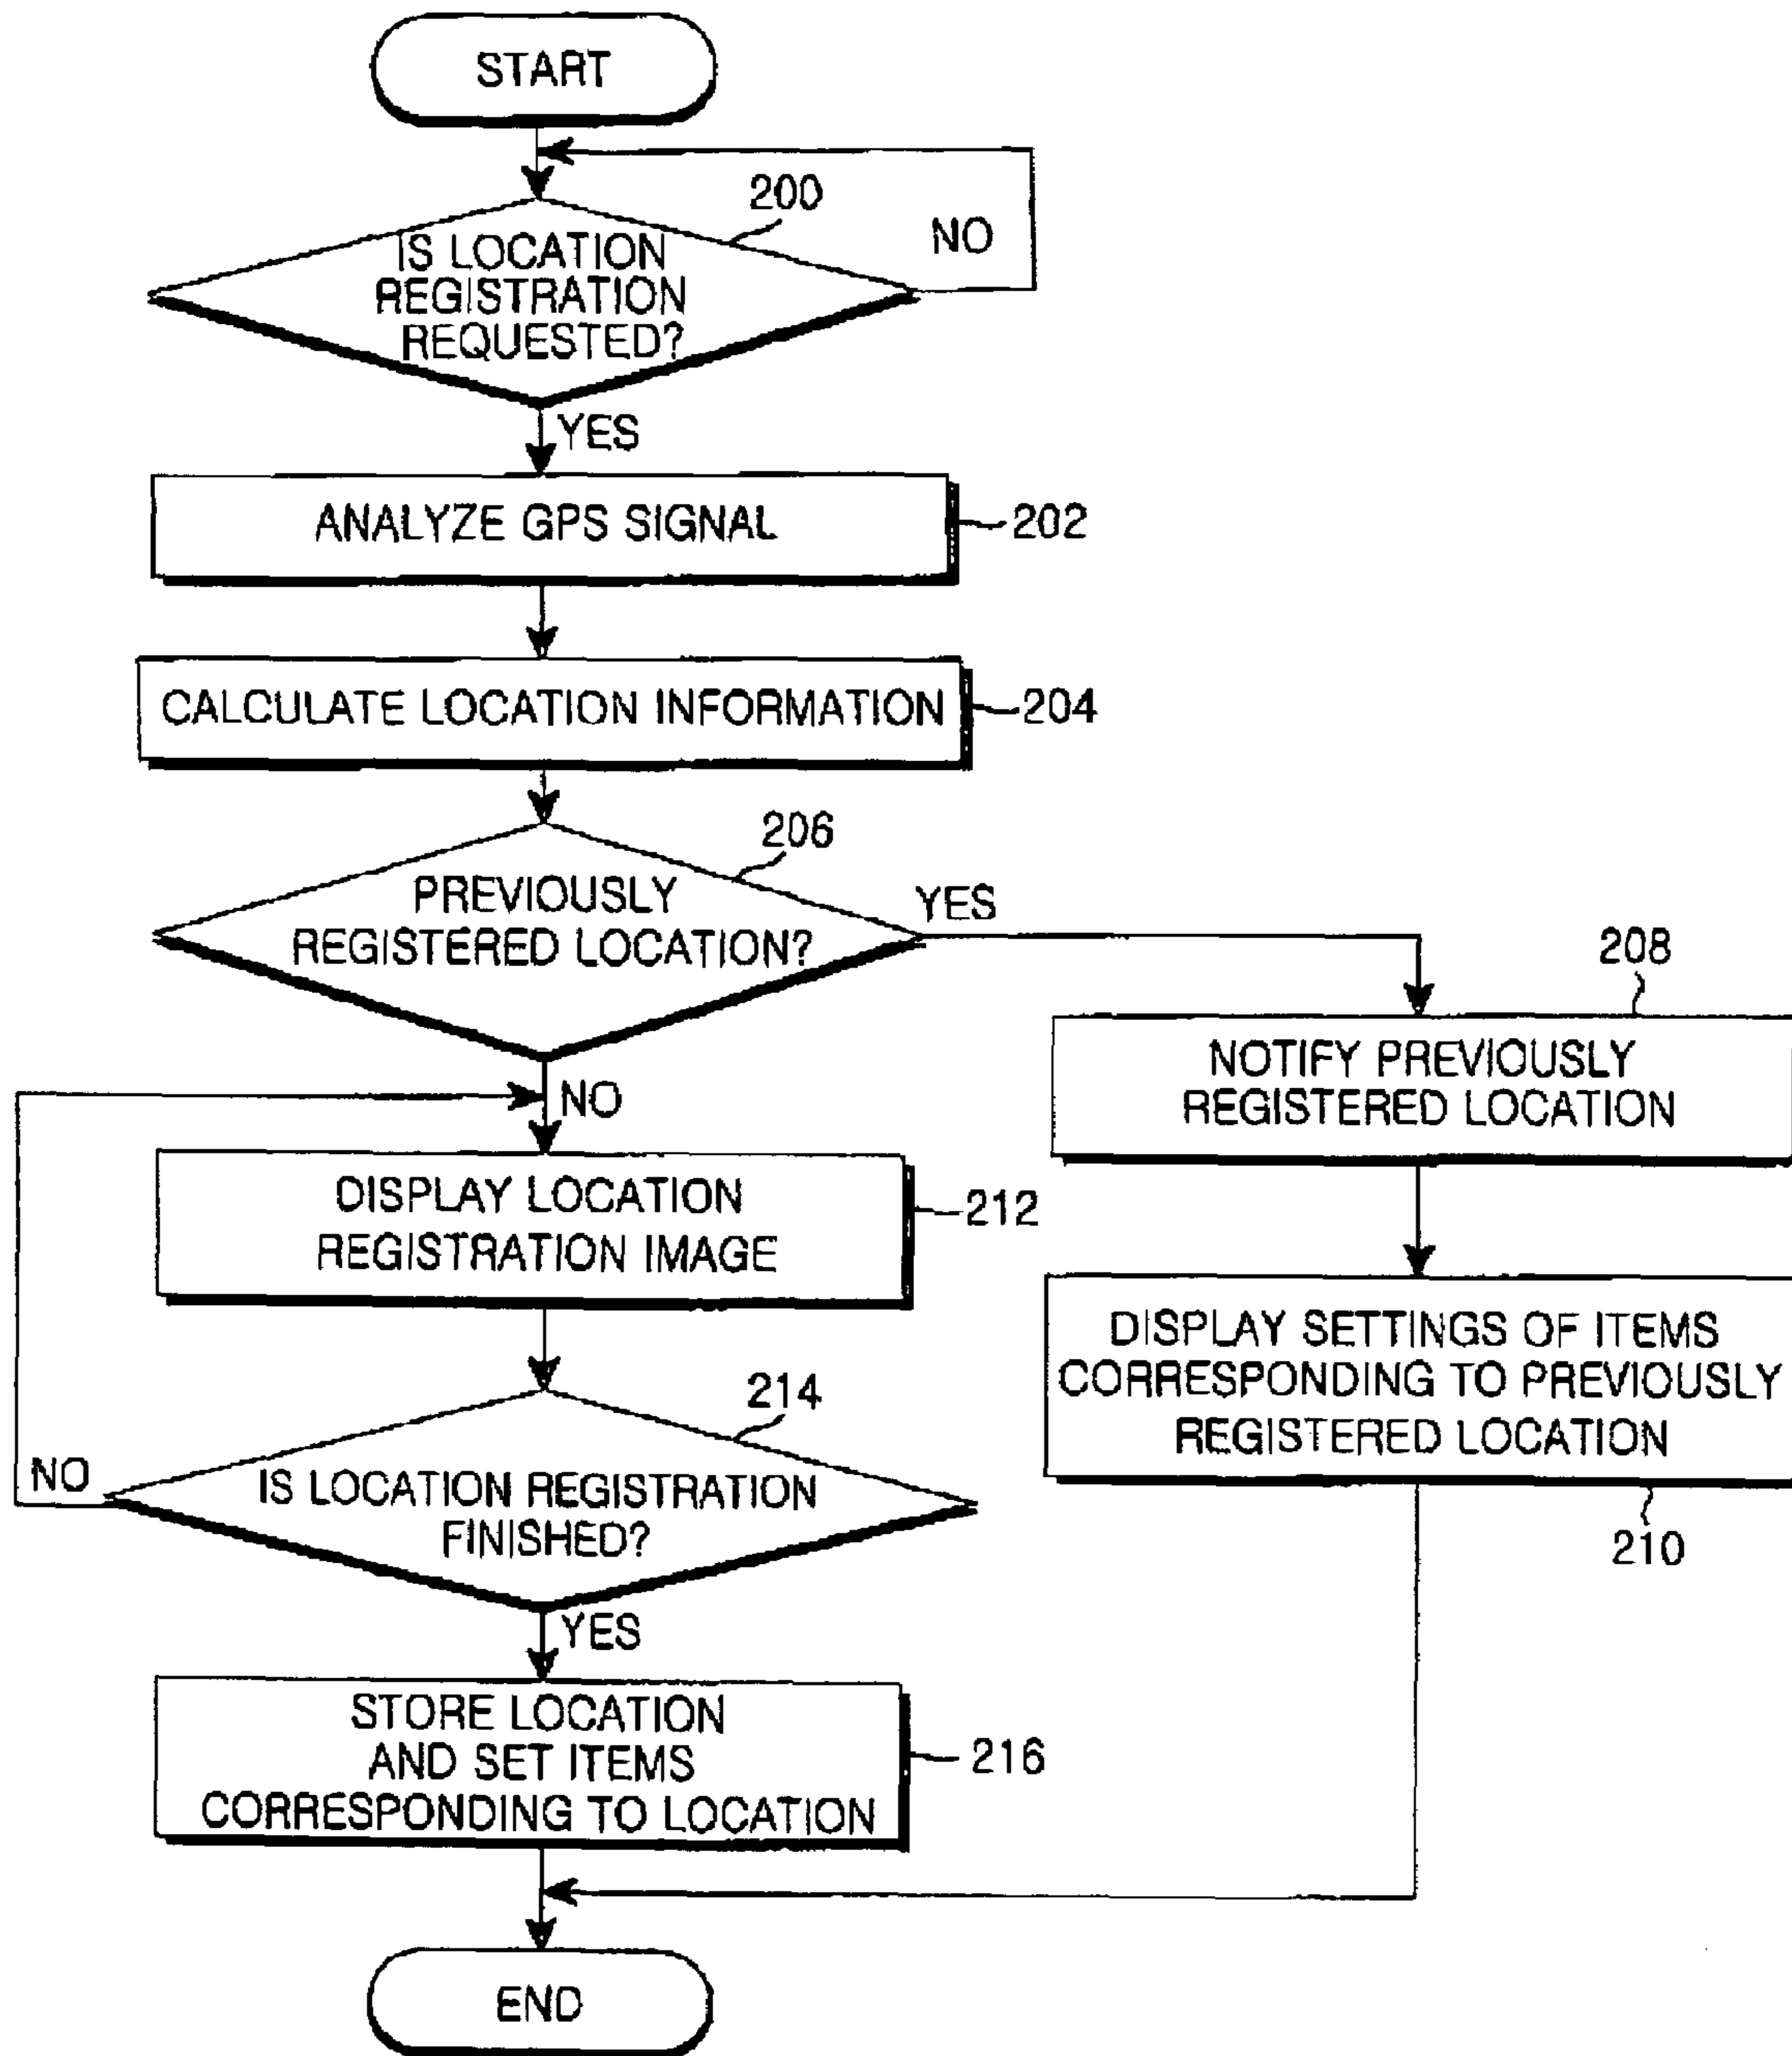 START
200
NO
IS LOCATION
REGISTRATION
REQUESTED?
YES
ANALYZE GPS SIGNAL
202
CALCULATE LOCATION INFORMATION
204
206
PREVIOUSLY
REGISTERED LOCATION?
YES
208
NOTIFY PREVIOUSLY
REGISTERED LOCATION
NO
DISPLAY LOCATION
REGISTRATION IMAGE
212
DISPLAY SETTINGS OF ITEMS
CORRESPONDING TO PREVIOUSLY
REGISTERED LOCATION
210
214
NO
IS LOCATION REGISTRATION
FINISHED?
YES
STORE LOCATION
AND SET ITEMS
CORRESPONDING TO LOCATION
216
END